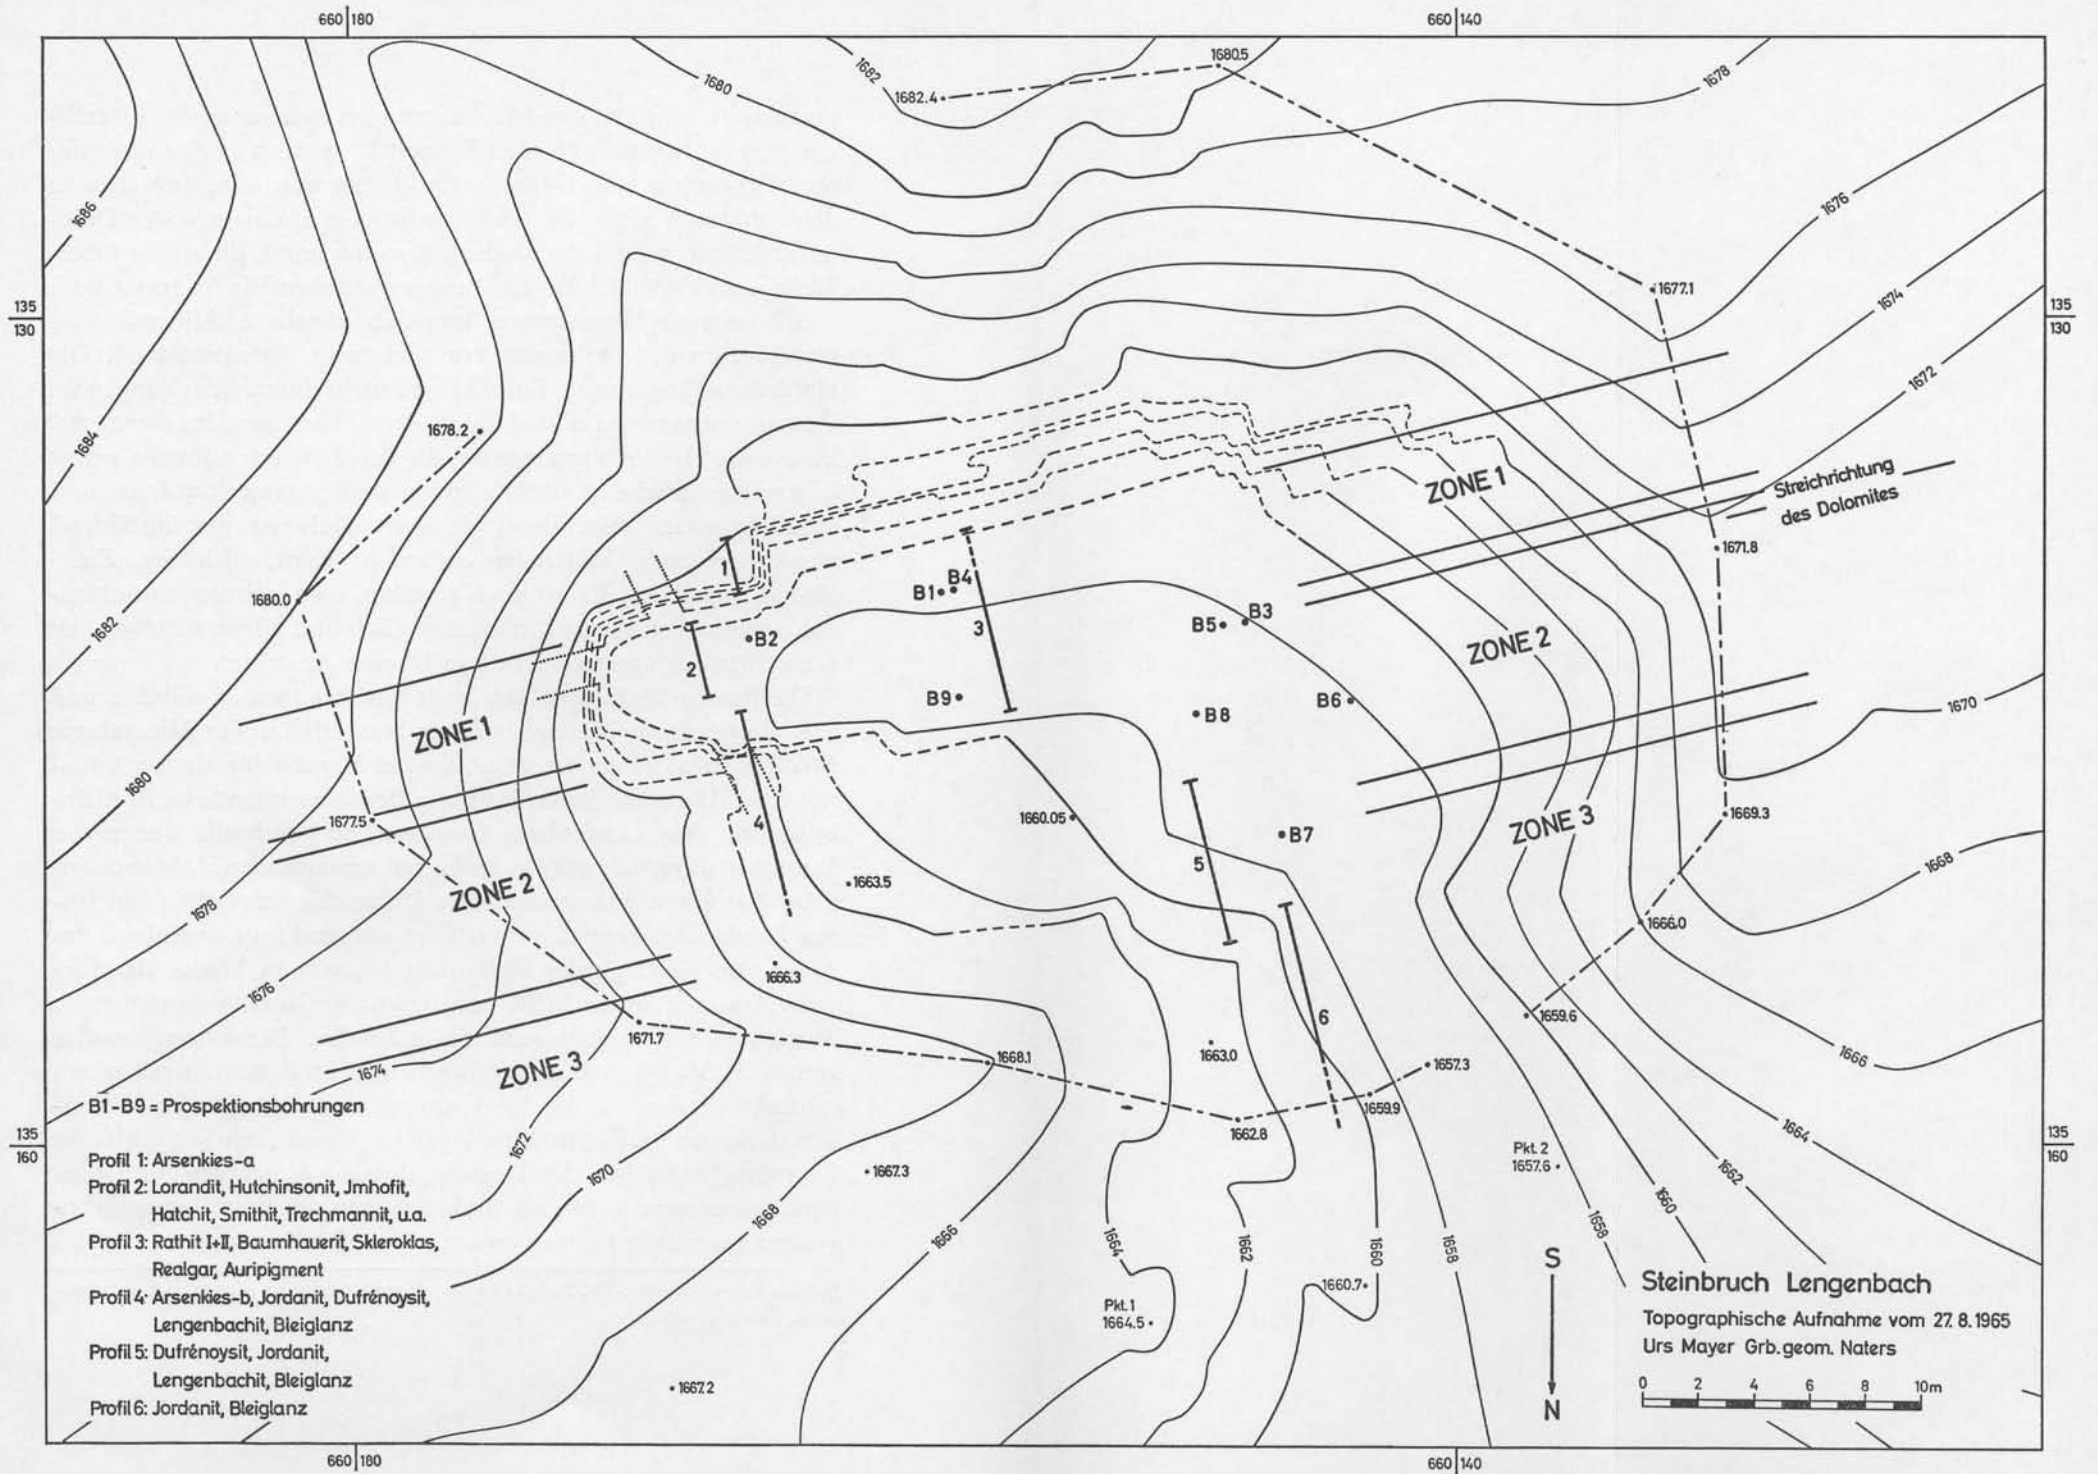 660 180
660 140
1680
1682
1682.4
1680.5
1678
1686
1676
1677.1
135
130
135
130
1674
1672
1684
1678.2
ZONE 1
Streichrichtung
des Dolomites
1671.8
1
B1
B4
1680.0
1682
B2
3
B5
B3
ZONE 2
2
B9
B8
B6
1670
ZONE 1
1680
1677.5
4
1660.05
B7
ZONE 3
1669.3
5
1668
1678
ZONE 2
1663.5
1666.0
1666.3
1676
1671.7
6
1659.6
1668.1
1663.0
1657.3
1666
1674
ZONE 3
1659.9
B1-B9 = Prospektionsbohrungen
1662.8
1664
135
160
135
160
1672
Profil 1: Arsenkies-a
1670
1667.3
Pkt. 2
1657.6
1662
Profil 2: Lorandit, Hutchinsonit, Jmhofit,
Hatchit, Smithit, Trechmannit, u.a.
1668
1660
1658
Profil 3: Rathit I+II, Baumhauerit, Skleroklas,
Realgar, Auripigment
1666
1664
1662
1660
1658
1660.7
S
N
Profil 4: Arsenkies-b, Jordanit, Dufrénoysit,
Lengenbachit, Bleiglanz
Pkt. 1
1664.5
Steinbruch Lengenbach
Topographische Aufnahme vom 27.8.1965
Urs Mayer Grb.geom. Naters
Profil 5: Dufrénoysit, Jordanit,
Lengenbachit, Bleiglanz
1667.2
0 2 4 6 8 10m
Profil 6: Jordanit, Bleiglanz
660 180
660 140